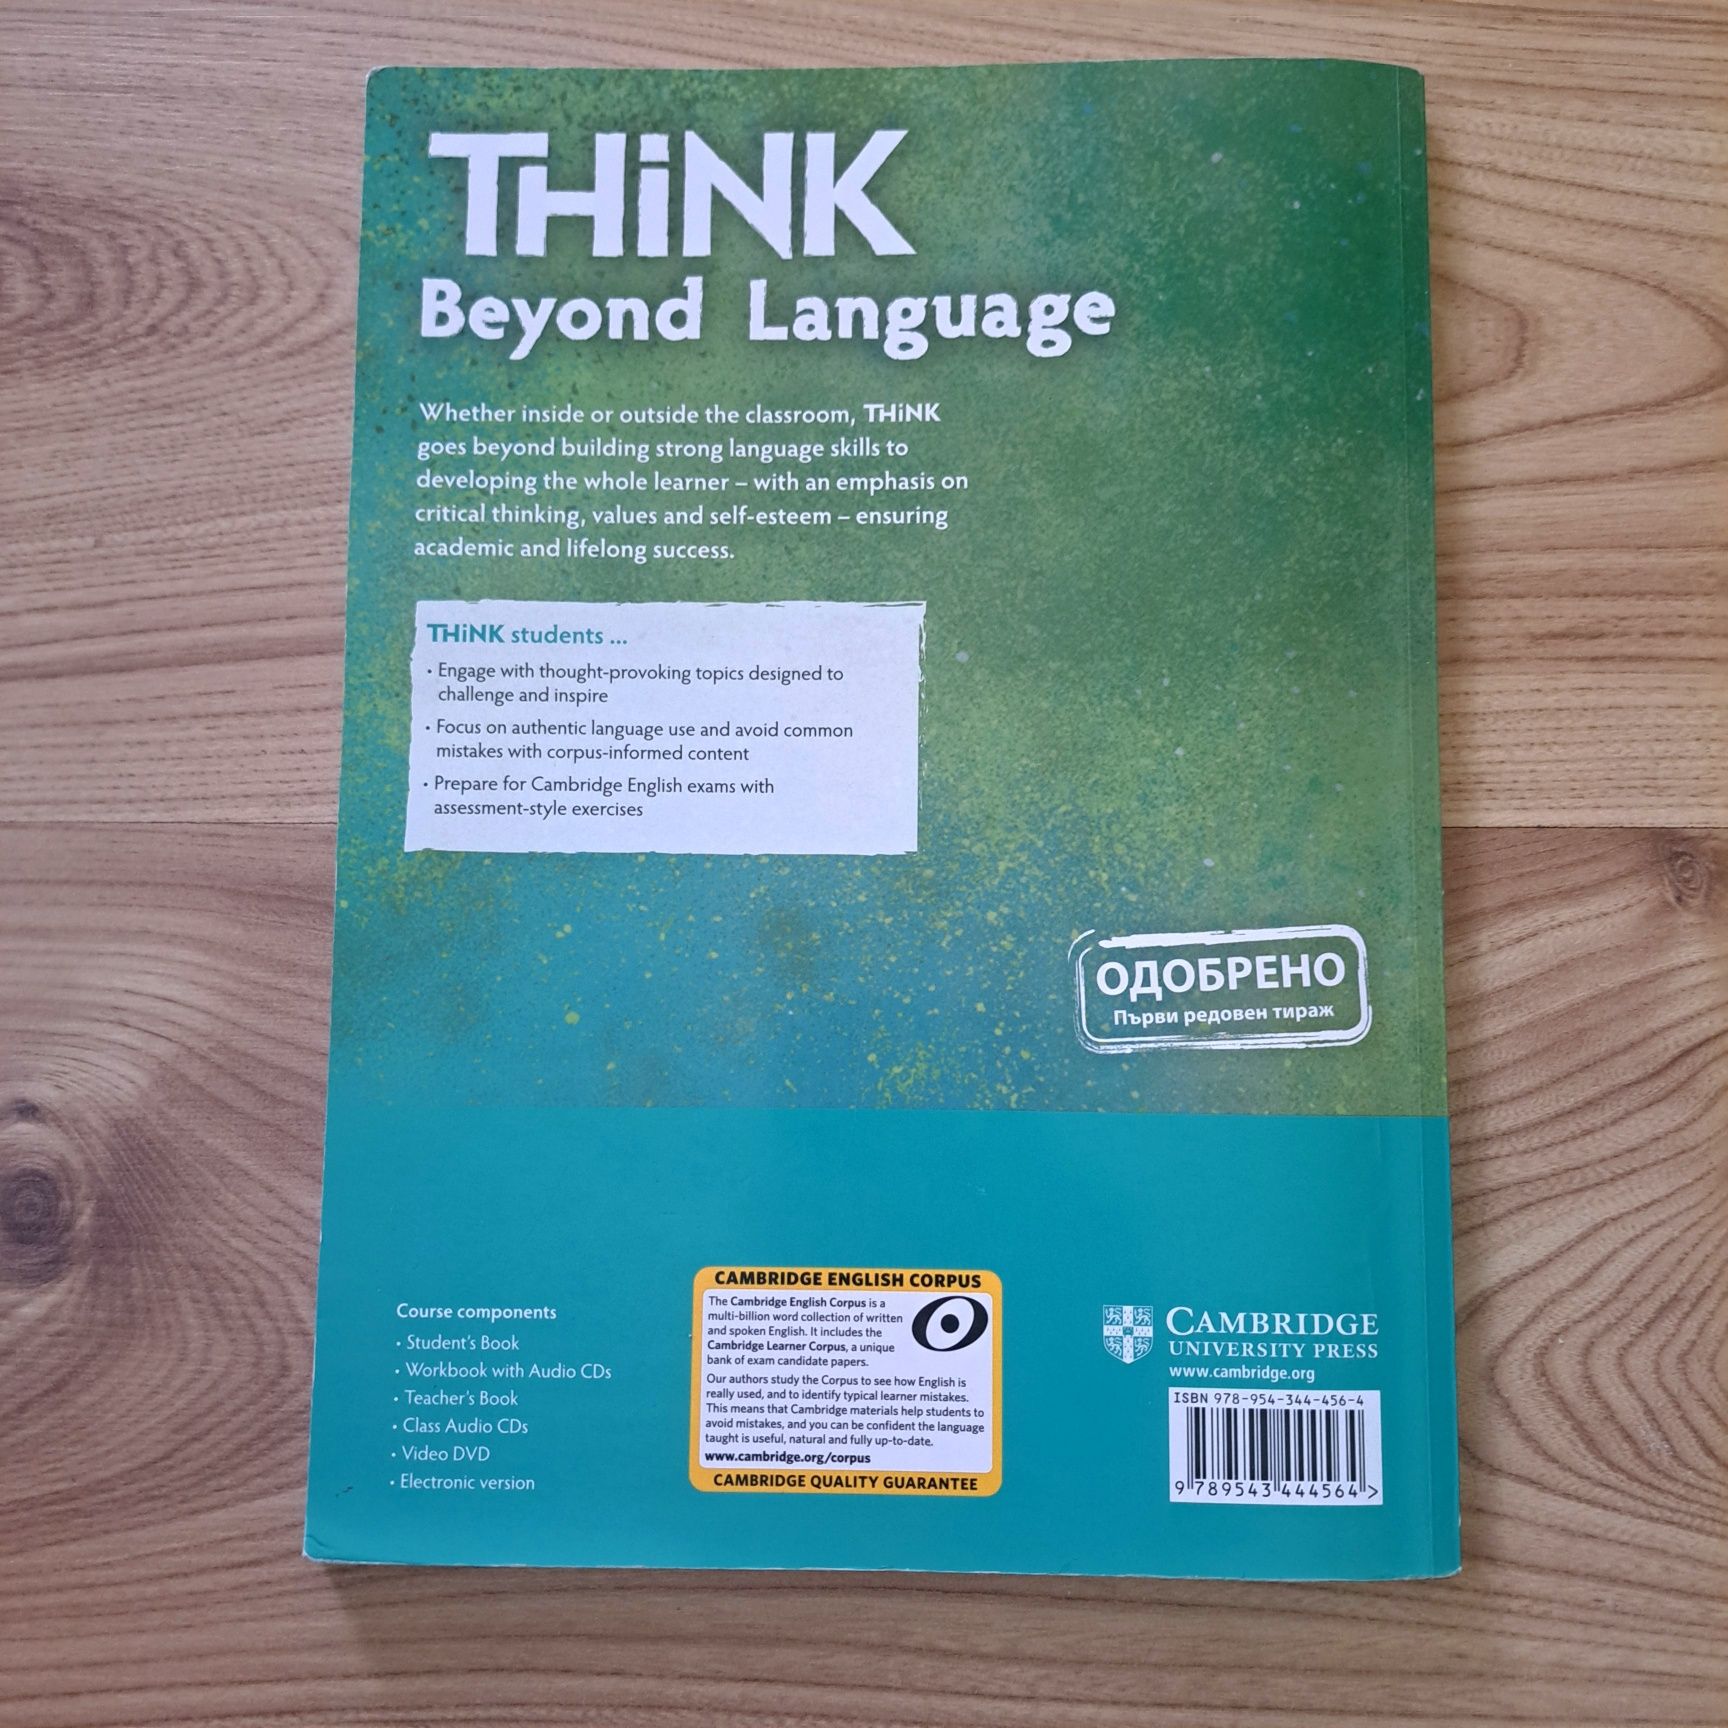 THiNK
Beyond Language
Whether inside or outside the classroom, THiNK
goes beyond building strong language skills to
developing the whole learner – with an emphasis on
critical thinking, values and self-esteem – ensuring
academic and lifelong success.
THiNK students ...
• Engage with thought-provoking topics designed to
challenge and inspire
• Focus on authentic language use and avoid common
mistakes with corpus-informed content
• Prepare for Cambridge English exams with
assessment-style exercises
ОДОБРЕНО
Първи редовен тираж
Course components
• Student's Book
• Workbook with Audio CDs
• Teacher's Book
• Class Audio CDs
• Video DVD
• Electronic version
CAMBRIDGE ENGLISH CORPUS
The Cambridge English Corpus is a
multi-billion word collection of written
and spoken English. It includes the
Cambridge Learner Corpus, a unique
bank of exam candidate papers.
Our authors study the Corpus to see how English is
really used, and to identify typical learner mistakes.
This means that Cambridge materials help students to
avoid mistakes, and you can be confident the language
taught is useful, natural and fully up-to-date.
www.cambridge.org/corpus
CAMBRIDGE QUALITY GUARANTEE
CAMBRIDGE
UNIVERSITY PRESS
www.cambridge.org
ISBN 978-954-344-456-4
9 789543 444564 >